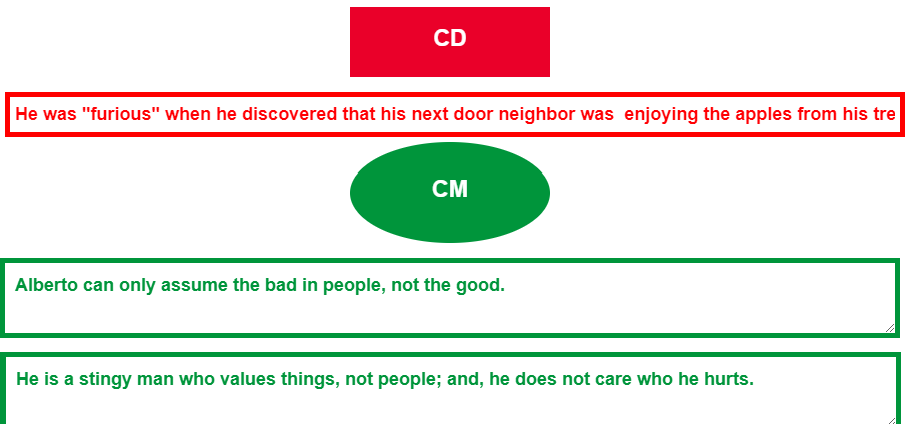 CD
He was "furious" when he discovered that his next door neighbor was  enjoying the apples from his tre
CM
Alberto can only assume the bad in people, not the good.
He is a stingy man who values things, not people; and, he does not care who he hurts.